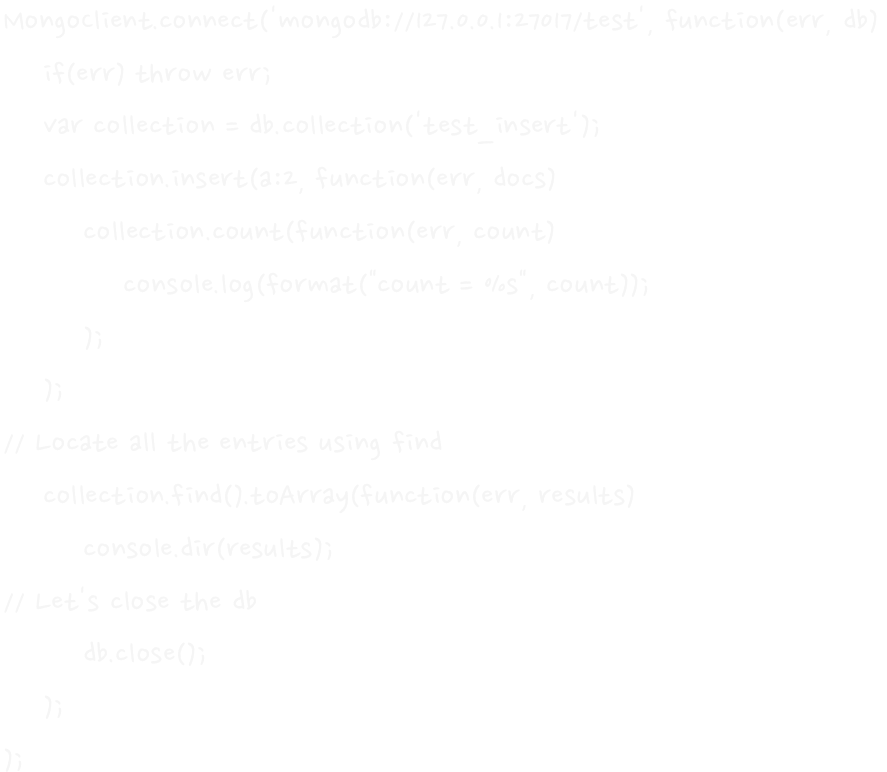 MongoClient.connect('mongodb://127.0.0.1:27017/test', function(err, db)
if(err) throw err;
var collection = db.collection('test_insert');
collection.insert(a:2, function(err, docs)
collection.count(function(err, count)
console.log(format("count = %s", count));
);
);
// Locate all the entries using find
collection.find().toArray(function(err, results)
console.dir(results);
// Let's close the db
db.close();
);
);